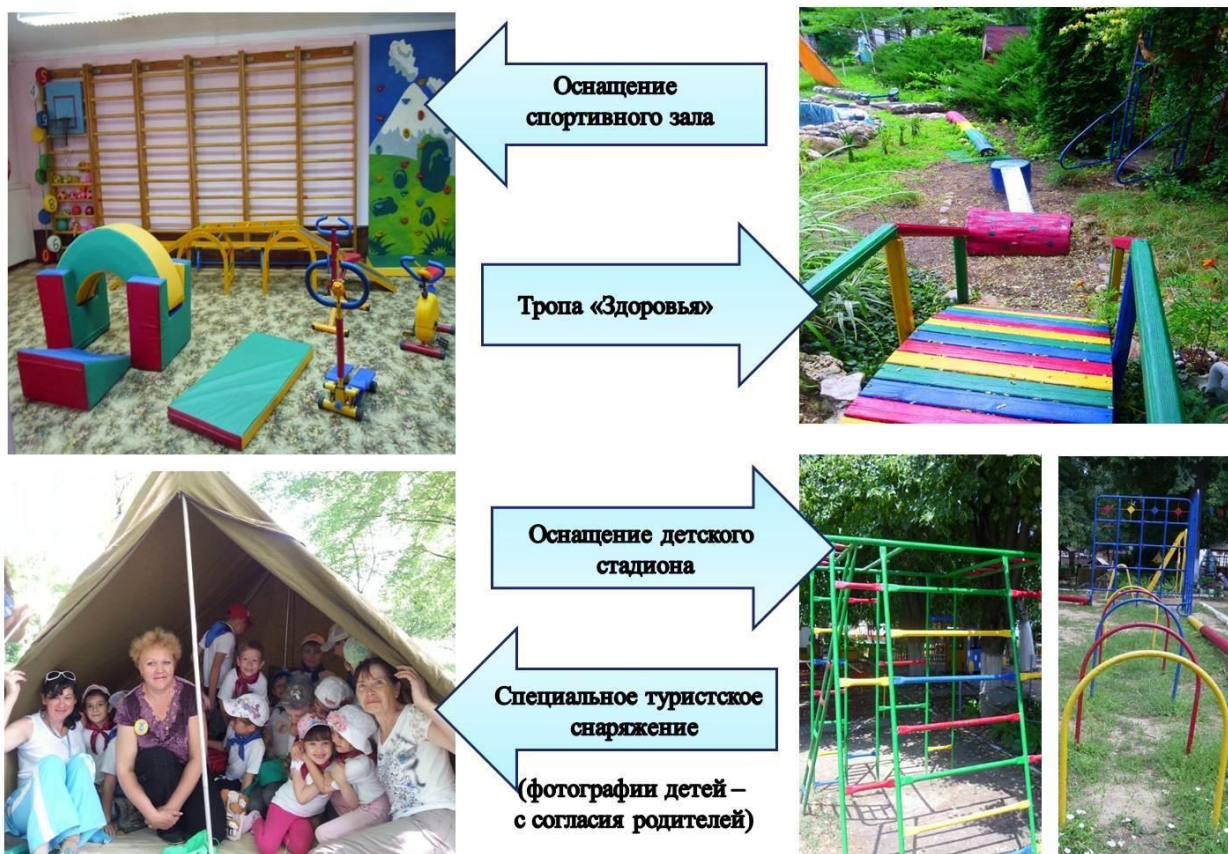 Оснащение
спортивного зала
Тропа «Здоровья»
Оснащение детского
стадиона
Специальное туристское
снаряжение
(фотографии детей –
с согласия родителей)